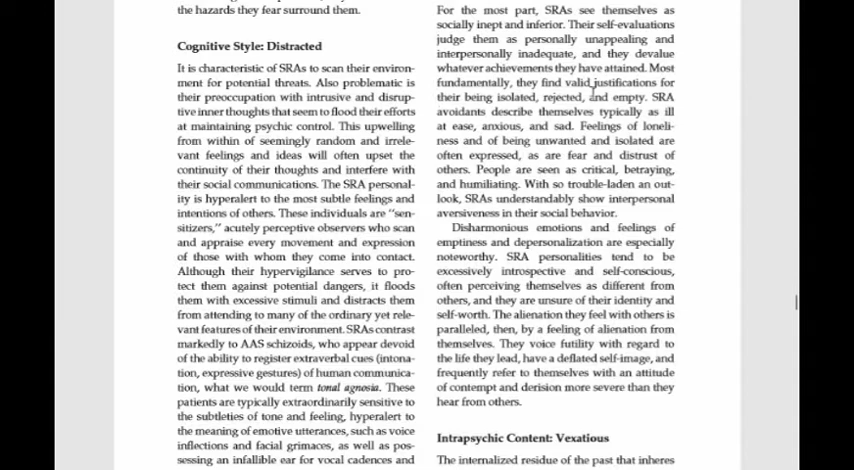 the hazards they fear surround them.
Cognitive Style: Distracted
It is characteristic of SRAs to scan their environ-
ment for potential threats. Also problematic is
their preoccupation with intrusive and disrup-
tive inner thoughts that seem to flood their efforts
at maintaining psychic control. This upwelling
from within of seemingly random and irrele-
vant feelings and ideas will often upset the
continuity of their thoughts and interfere with
their social communications. The SRA personal-
ity is hyperalert to the most subtle feelings and
intentions of others. These individuals are “sen-
sitizers,” acutely perceptive observers who scan
and appraise every movement and expression
of those with whom they come into contact.
Although their hypervigilance serves to pro-
tect them against potential dangers, it floods
them with excessive stimuli and distracts them
from attending to many of the ordinary yet rele-
vant features of their environment. SRAs contrast
markedly to AAS schizoids, who appear devoid
of the ability to register extraverbal cues (intona-
tion, expressive gestures) of human communica-
tion, what we would term tonal agnosia. These
patients are typically extraordinarily sensitive to
the subtleties of tone and feeling, hyperalert to
the meaning of emotive utterances, such as voice
inflections and facial grimaces, as well as pos-
sessing an infallible ear for vocal cadences and
For the most part, SRAs see themselves as
socially inept and inferior. Their self-evaluations
judge them as personally unappealing and
interpersonally inadequate, and they devalue
whatever achievements they have attained. Most
fundamentally, they find valid justifications for
their being isolated, rejected, and empty. SRA
avoidants describe themselves typically as ill
at ease, anxious, and sad. Feelings of loneli-
ness and of being unwanted and isolated are
often expressed, as are fear and distrust of
others. People are seen as critical, betraying,
and humiliating. With so trouble-laden an out-
look, SRAs understandably show interpersonal
aversiveness in their social behavior.
Disharmonious emotions and feelings of
emptiness and depersonalization are especially
noteworthy. SRA personalities tend to be
excessively introspective and self-conscious,
often perceiving themselves as different from
others, and they are unsure of their identity and
self-worth. The alienation they feel with others is
paralleled, then, by a feeling of alienation from
themselves. They voice futility with regard to
the life they lead, have a deflated self-image, and
frequently refer to themselves with an attitude
of contempt and derision more severe than they
hear from others.
Intrapsychic Content: Vexatious
The internalized residue of the past that inheres